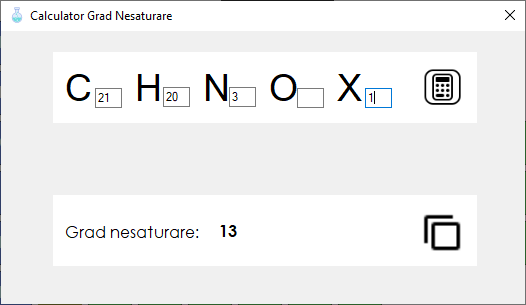 Calculator Grad Nesaturare
C 21 H 20 N 3 O X 1
Grad nesaturare: 13